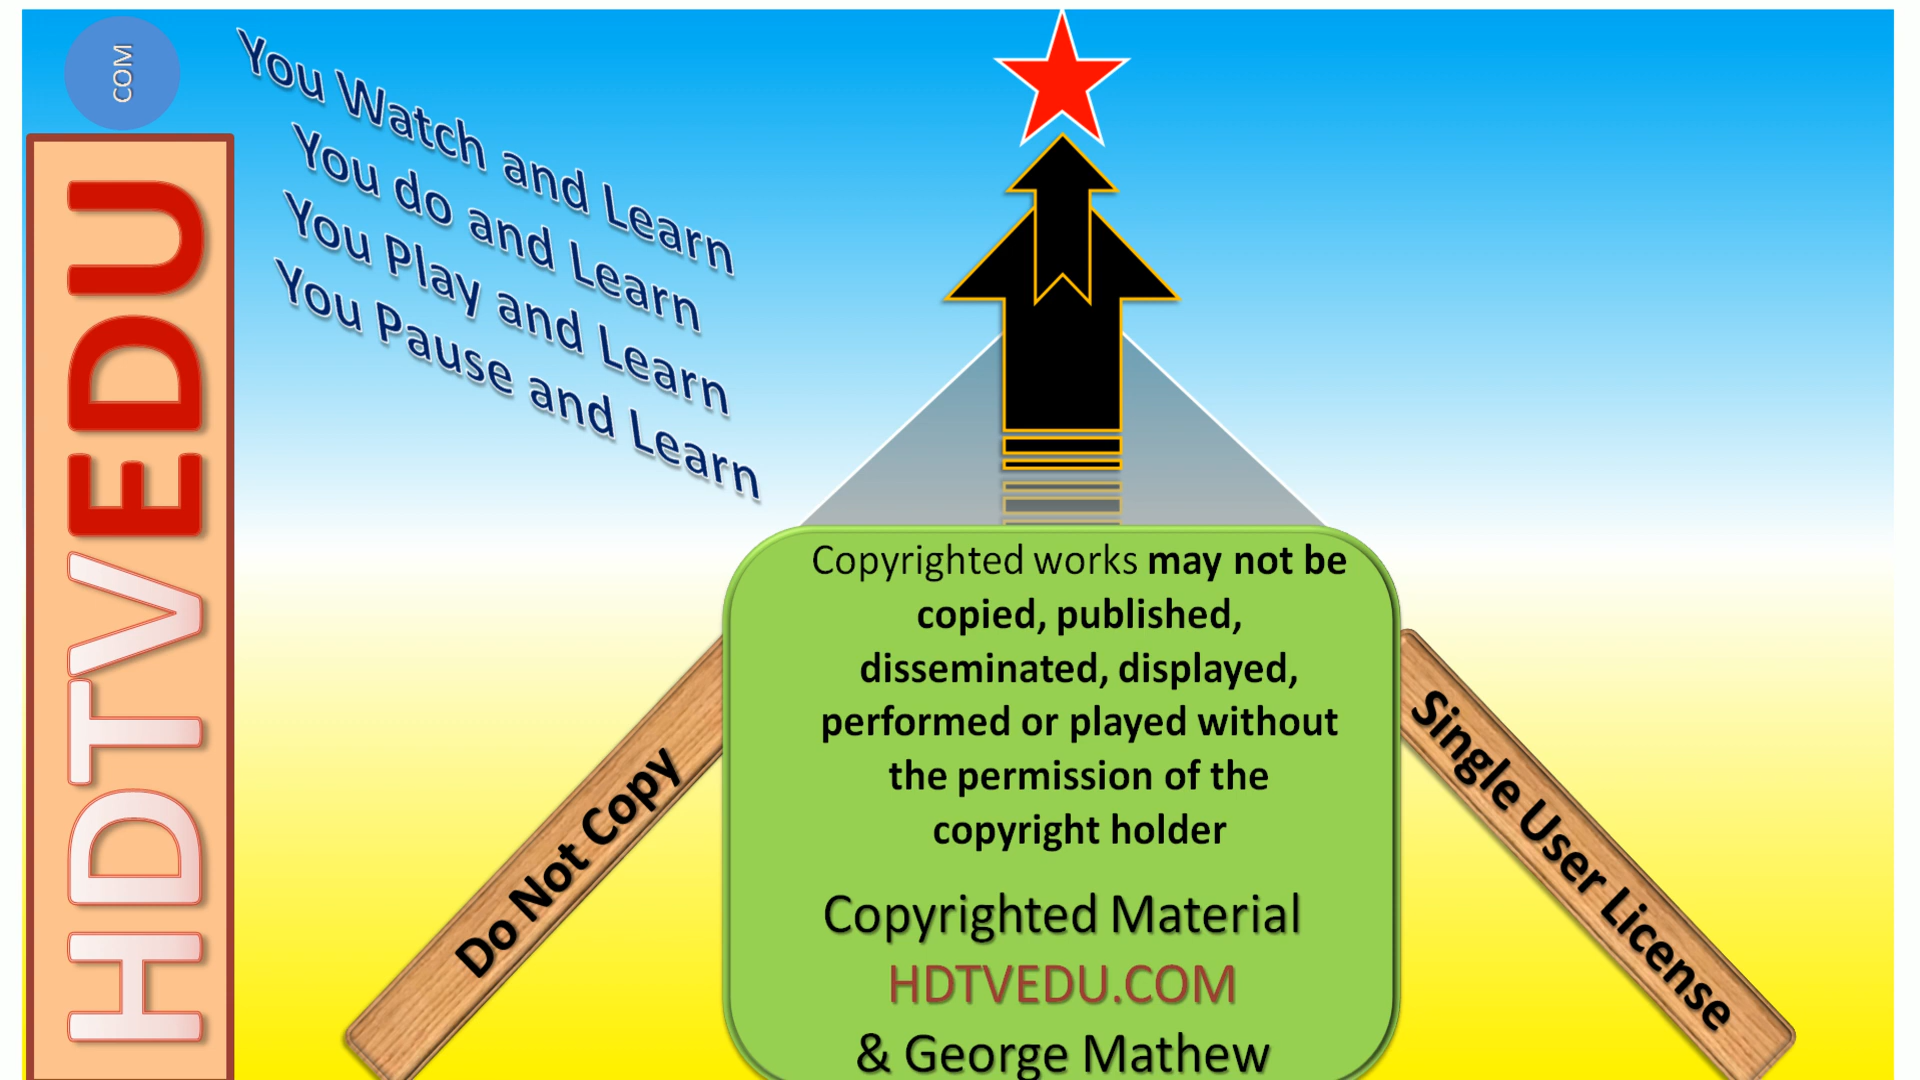 COM
HDTVEDU
You Watch and Learn
You do and Learn
You Play and Learn
You Pause and Learn
Copyrighted works may not be
copied, published,
disseminated, displayed,
performed or played without
the permission of the
copyright holder
Copyrighted Material
HDTVEDU.COM
& George Mathew
Do Not Copy
Single User License